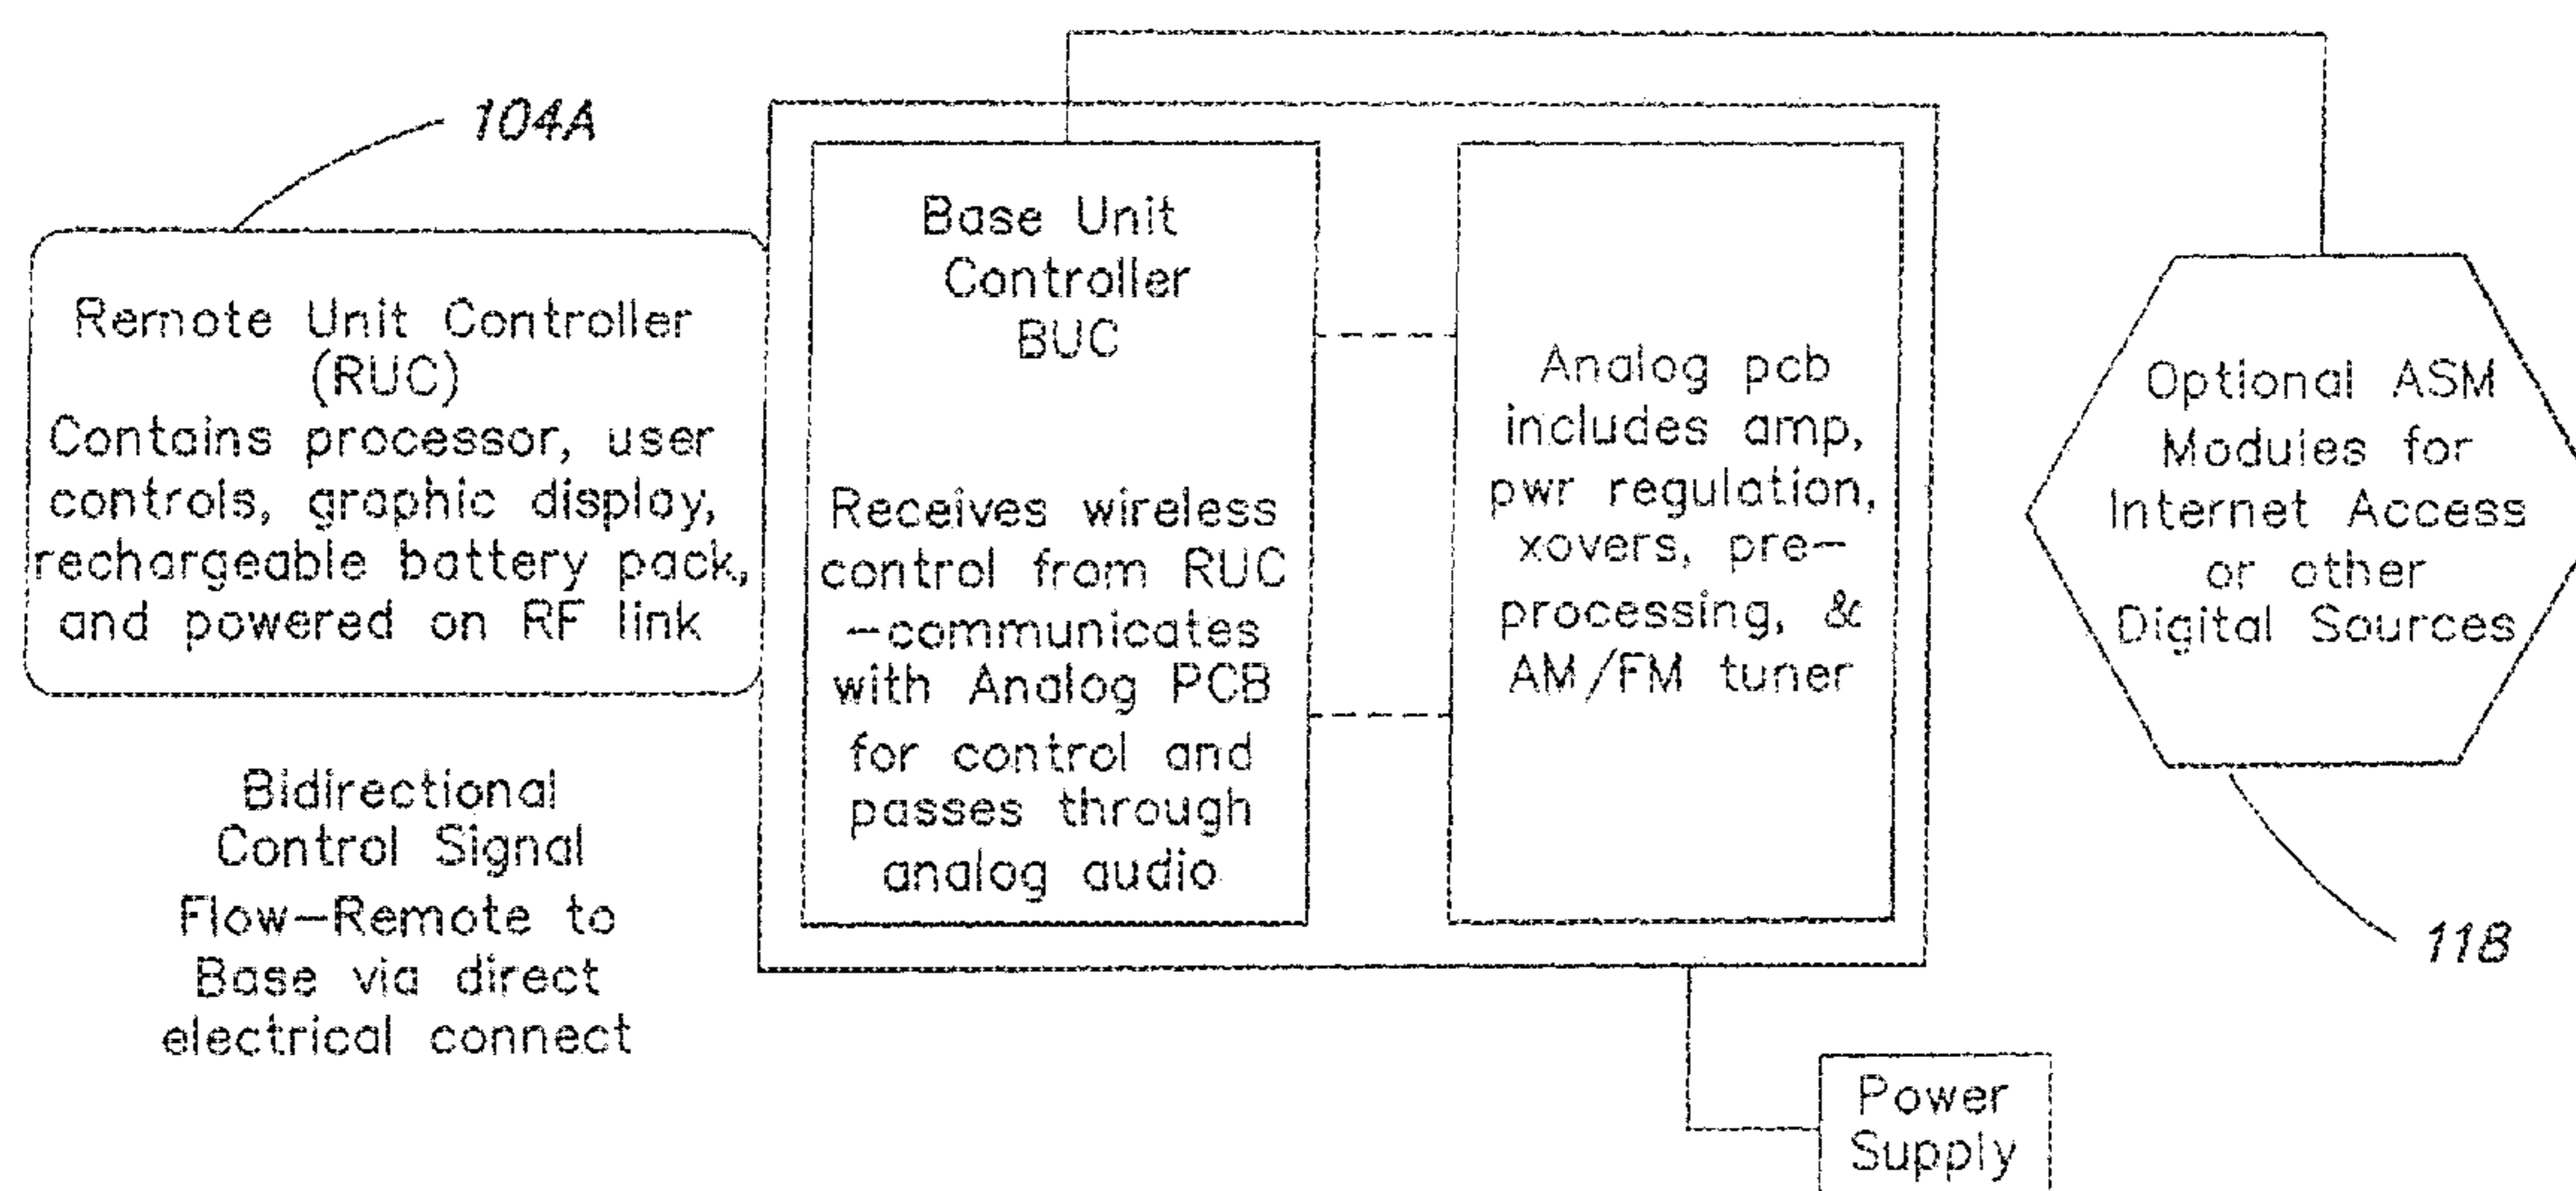 104A
Remote Unit Controller
(RUC)
Contains processor, user
controls, graphic display,
rechargeable battery pack,
and powered on RF link
Bidirectional
Control Signal
Flow—Remote to
Base via direct
electrical connect
Base Unit
Controller
BUC
Receives wireless
control from RUC
—communicates
with Analog PCB
for control and
passes through
analog audio
Analog pcb
includes amp,
pwr regulation,
xovers, pre—
processing, &
AM/FM tuner
Optional ASM
Modules for
Internet Access
or other
Digital Sources
118
Power
Supply